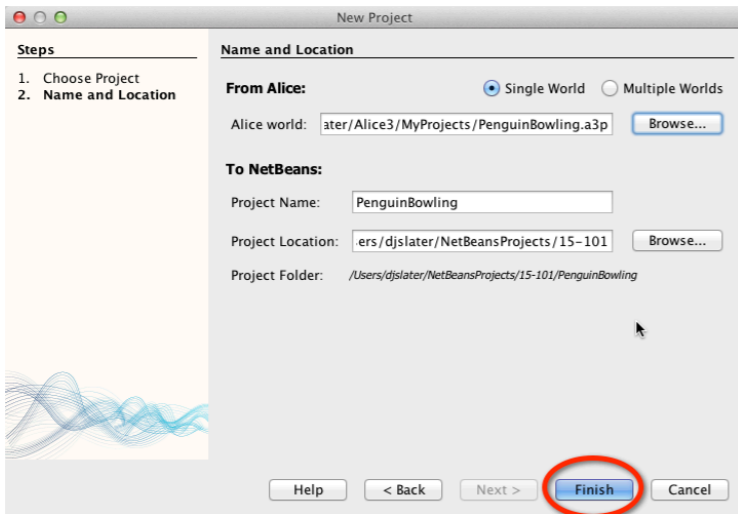 New Project
Steps
1. Choose Project
2. Name and Location
Name and Location
From Alice: Single World Multiple Worlds
Alice world: ater/Alice3/MyProjects/PenguinBowling.a3p Browse...
To NetBeans:
Project Name: PenguinBowling
Project Location: ers/djslater/NetBeansProjects/15-101 Browse...
Project Folder: /Users/djslater/NetBeansProjects/15-101/PenguinBowling
Help < Back Next > Finish Cancel